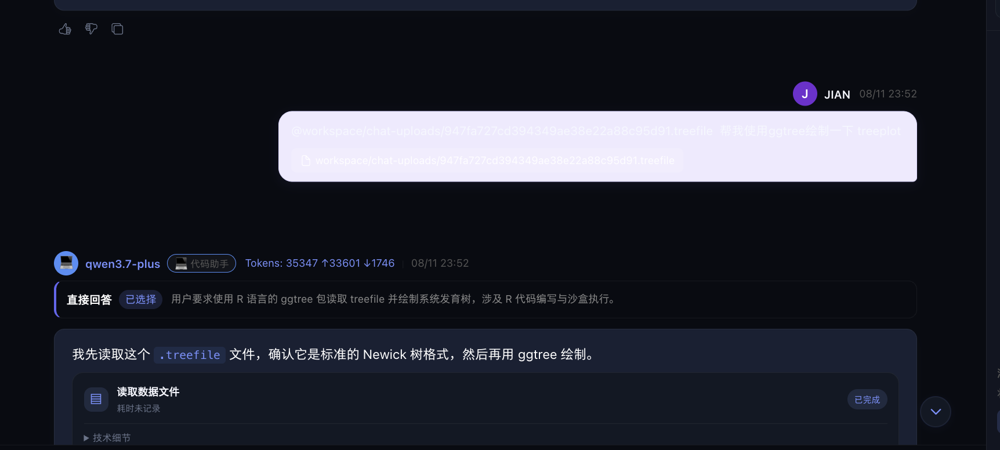 J JIAN 08/11 23:52
@workspace/chat-uploads/947fa727cd394349ae38e22a88c95d91.treefile 帮我使用ggtree绘制一下 treeplot
workspace/chat-uploads/947fa727cd394349ae38e22a88c95d91.treefile
qwen3.7-plus 代码助手 Tokens: 35347 ↑33601 ↓1746 08/11 23:52
直接回答 已选择 用户要求使用 R 语言的 ggtree 包读取 treefile 并绘制系统发育树，涉及 R 代码编写与沙盒执行。
我先读取这个 .treefile 文件，确认它是标准的 Newick 树格式，然后再用 ggtree 绘制。
读取数据文件
耗时未记录
已完成
技术细节